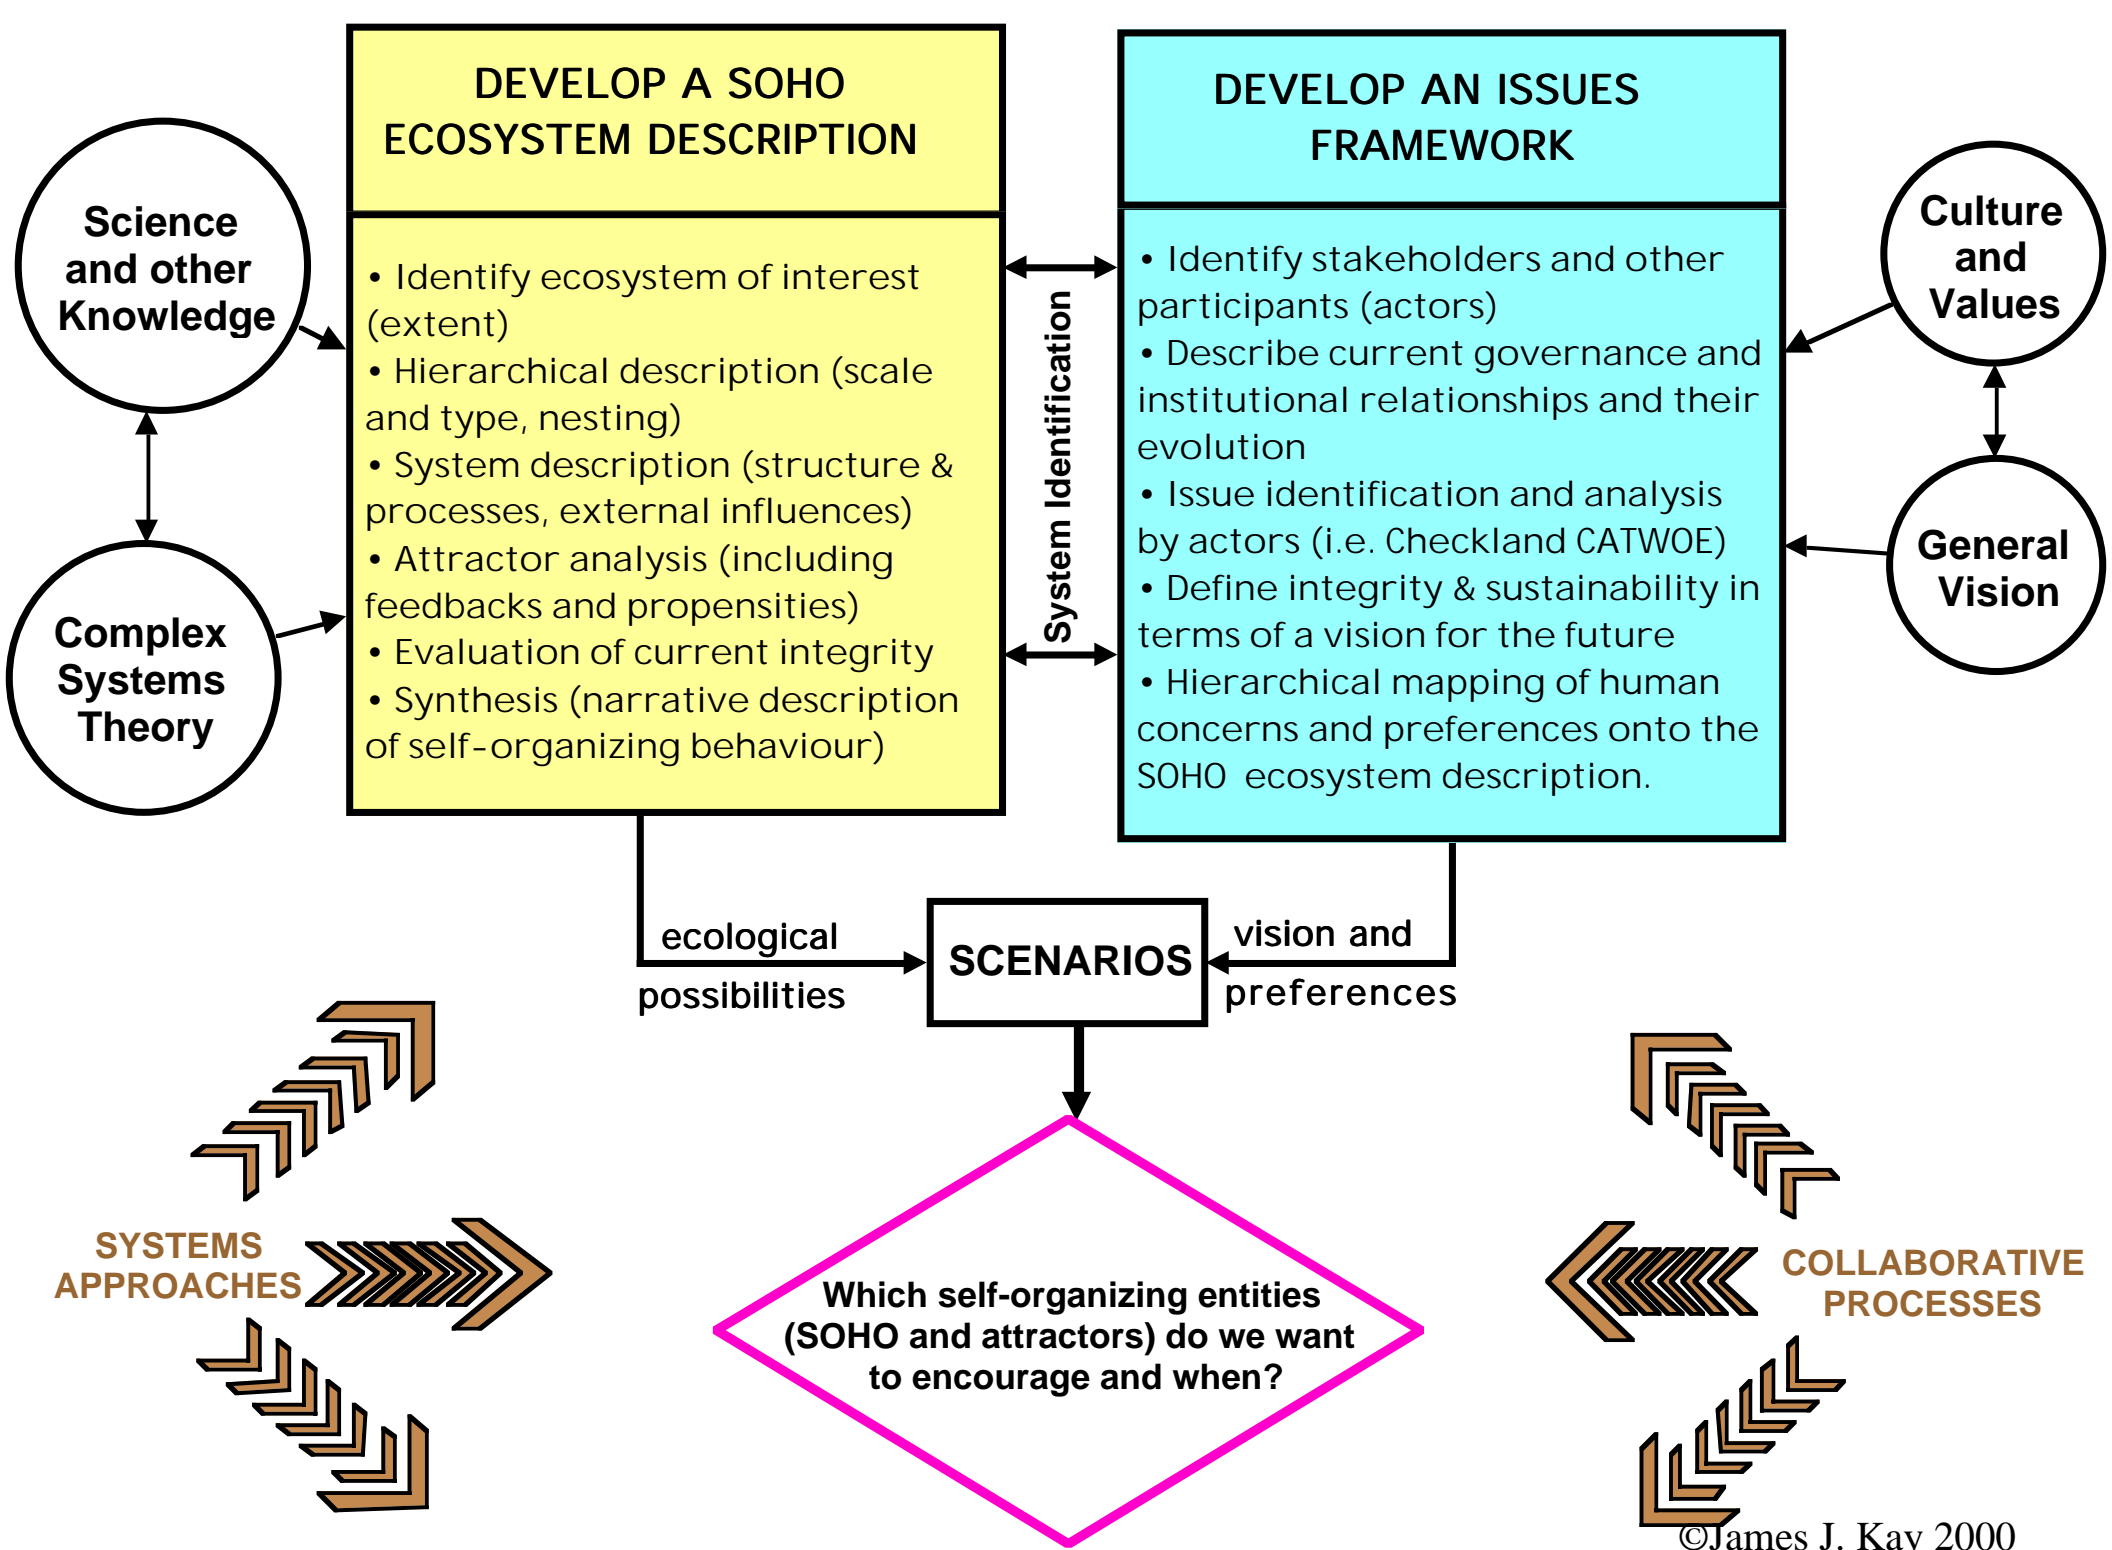 DEVELOP A SOHO
ECOSYSTEM DESCRIPTION
DEVELOP AN ISSUES
FRAMEWORK
Science
and other
Knowledge
Complex
Systems
Theory
• Identify ecosystem of interest
(extent)
• Hierarchical description (scale
and type, nesting)
• System description (structure &
processes, external influences)
• Attractor analysis (including
feedbacks and propensities)
• Evaluation of current integrity
• Synthesis (narrative description
of self-organizing behaviour)
System Identification
• Identify stakeholders and other
participants (actors)
• Describe current governance and
institutional relationships and their
evolution
• Issue identification and analysis
by actors (i.e. Checkland CATWOE)
• Define integrity & sustainability in
terms of a vision for the future
• Hierarchical mapping of human
concerns and preferences onto the
SOHO ecosystem description.
Culture
and
Values
General
Vision
ecological
possibilities
SCENARIOS
vision and
preferences
SYSTEMS
APPROACHES
Which self-organizing entities
(SOHO and attractors) do we want
to encourage and when?
COLLABORATIVE
PROCESSES
©James J. Kay 2000